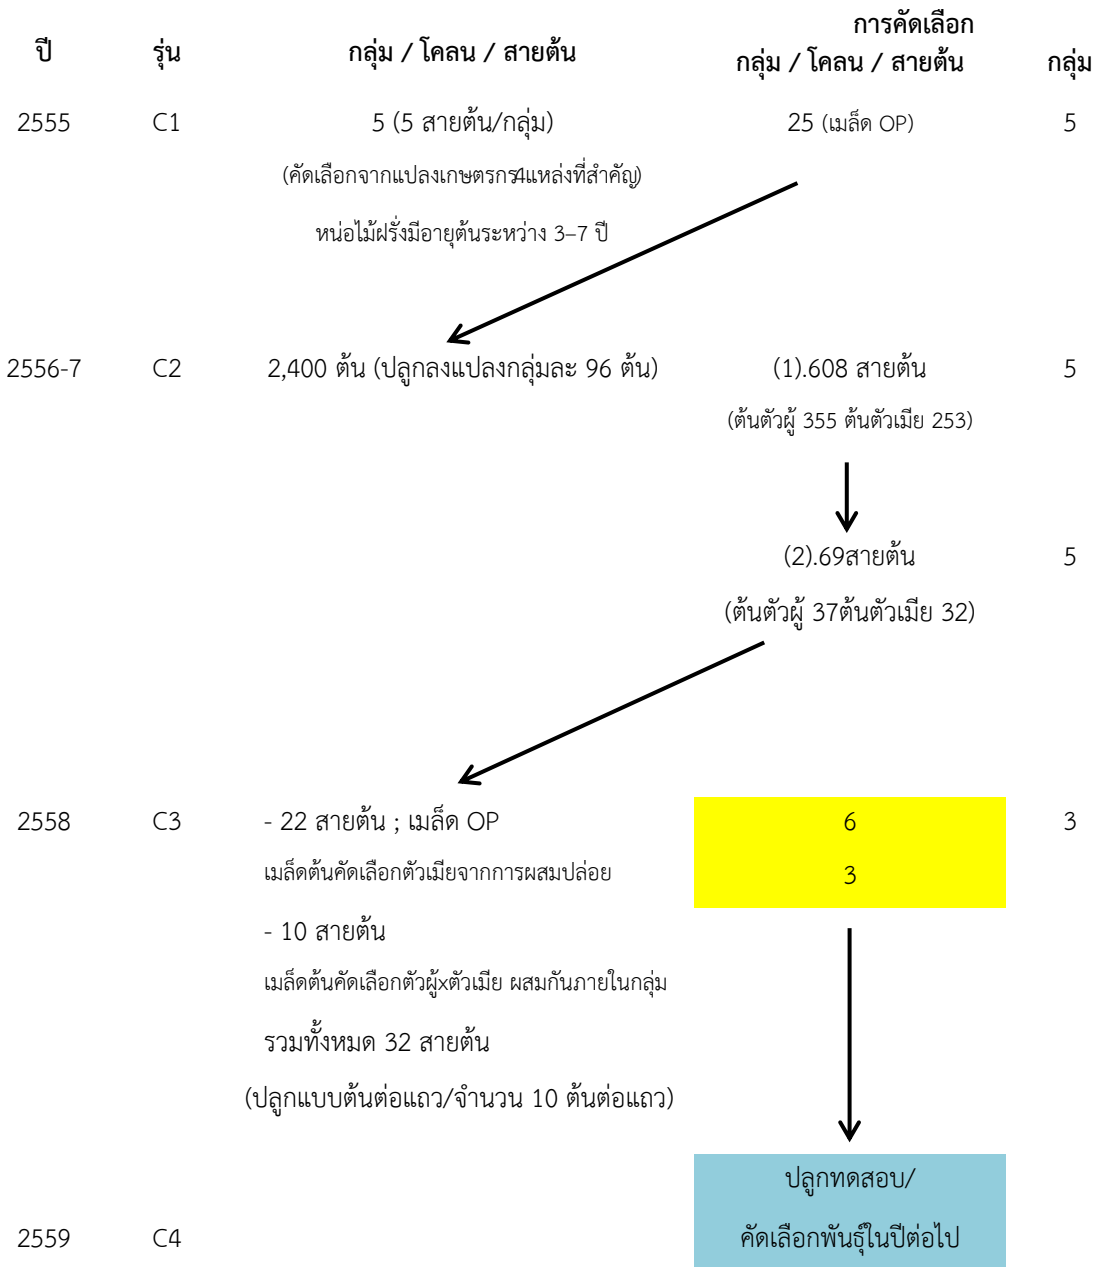 การคัดเลือก
ปี รุ่น กลุ่ม / โคลน / สายต้น กลุ่ม / โคลน / สายต้น กลุ่ม
2555 C1 5 (5 สายต้น/กลุ่ม) 25 (เมล็ด OP) 5
(คัดเลือกจากแปลงเกษตรกร4แหล่งที่สำคัญ)
หน่อไม้ฝรั่งมีอายุต้นระหว่าง 3–7 ปี
2556-7 C2 2,400 ต้น (ปลูกลงแปลงกลุ่มละ 96 ต้น) (1).608 สายต้น 5
(ต้นตัวผู้ 355 ต้นตัวเมีย 253)
(2).69สายต้น 5
(ต้นตัวผู้ 37ต้นตัวเมีย 32)
2558 C3 - 22 สายต้น ; เมล็ด OP 6 3
เมล็ดต้นคัดเลือกตัวเมียจากการผสมปล่อย 3
- 10 สายต้น
เมล็ดต้นคัดเลือกตัวผู้xตัวเมีย ผสมกันภายในกลุ่ม
รวมทั้งหมด 32 สายต้น
(ปลูกแบบต้นต่อแถว/จำนวน 10 ต้นต่อแถว)
ปลูกทดสอบ/
2559 C4 คัดเลือกพันธุ์ในปีต่อไป